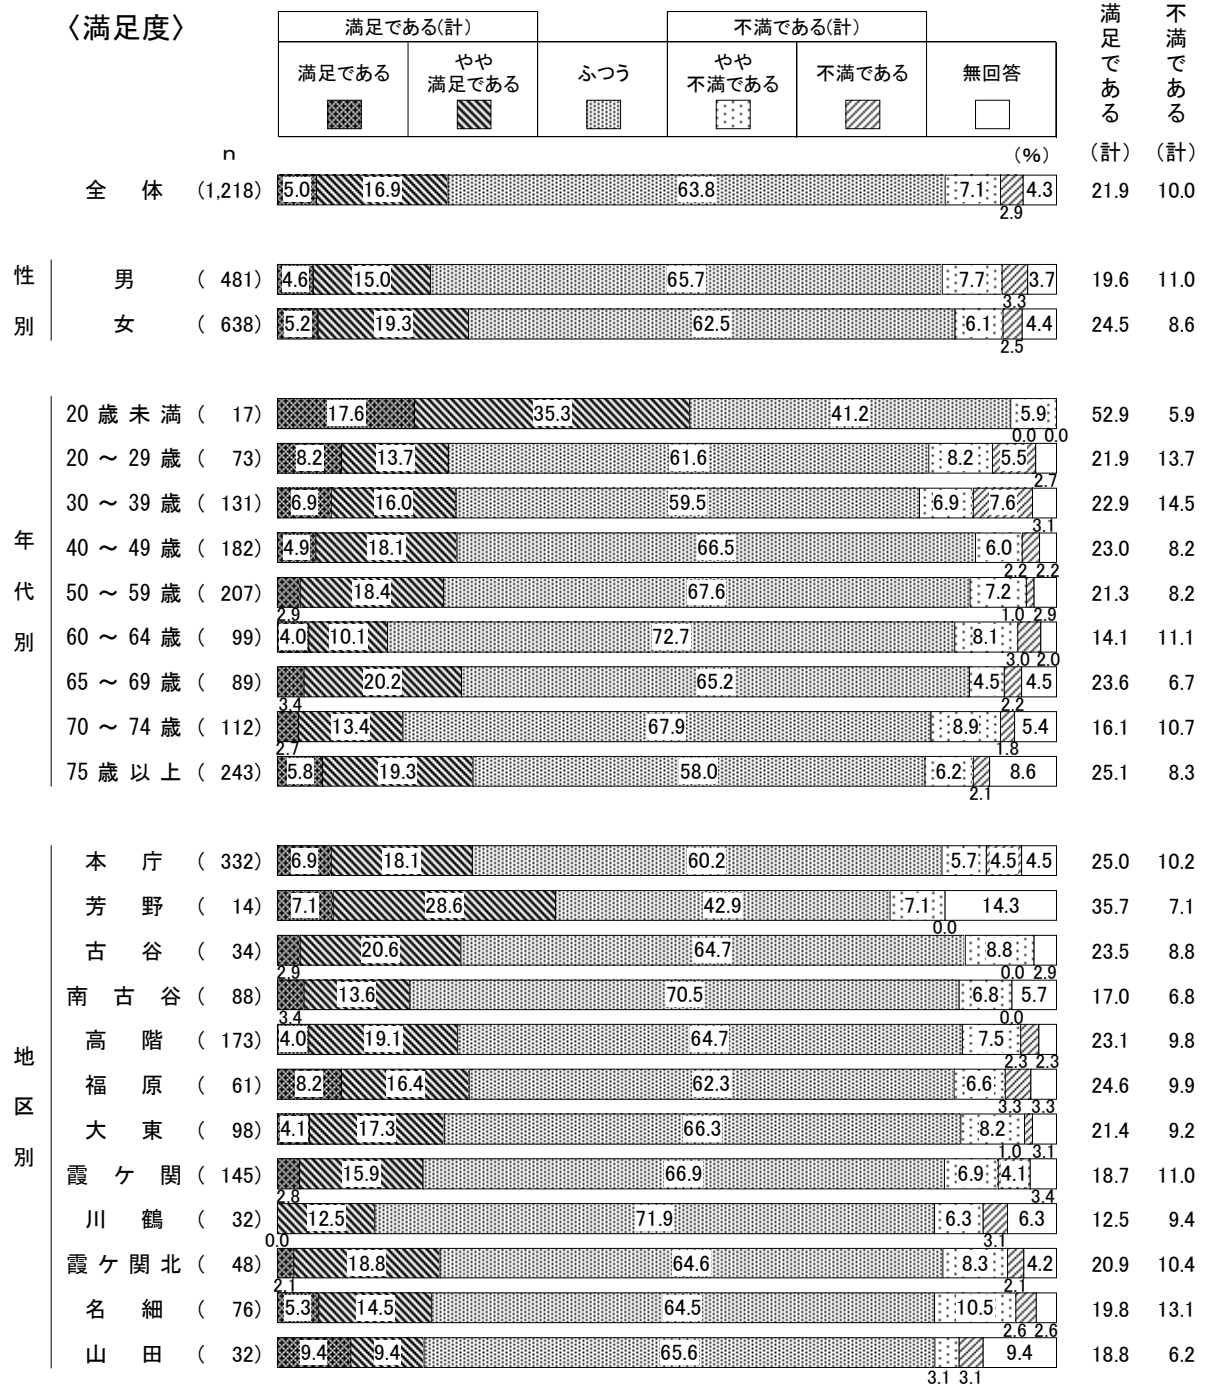 〈満足度〉
満足である(計)
不満である(計)
満足である
やや
満足である
ふつう
やや
不満である
不満である
無回答
満足である(計)
不満である(計)
n
(%)
全体 (1,218) 5.0 16.9 63.8 7.1 2.9 4.3 21.9 10.0
性別
男 ( 481) 4.6 15.0 65.7 7.7 3.3 3.7 19.6 11.0
女 ( 638) 5.2 19.3 62.5 6.1 2.5 4.4 24.5 8.6
年代別
20歳未満 ( 17) 17.6 35.3 41.2 5.9 0.0 0.0 52.9 5.9
20～29歳 ( 73) 8.2 13.7 61.6 8.2 5.5 2.7 21.9 13.7
30～39歳 ( 131) 6.9 16.0 59.5 6.9 7.6 3.1 22.9 14.5
40～49歳 ( 182) 4.9 18.1 66.5 6.0 2.2 2.2 23.0 8.2
50～59歳 ( 207) 2.9 18.4 67.6 7.2 1.0 2.9 21.3 8.2
60～64歳 ( 99) 4.0 10.1 72.7 8.1 3.0 2.0 14.1 11.1
65～69歳 ( 89) 3.4 20.2 65.2 4.5 2.2 4.5 23.6 6.7
70～74歳 ( 112) 2.7 13.4 67.9 8.9 1.8 5.4 16.1 10.7
75歳以上 ( 243) 5.8 19.3 58.0 6.2 2.1 8.6 25.1 8.3
地区別
本庁 ( 332) 6.9 18.1 60.2 5.7 4.5 4.5 25.0 10.2
芳野 ( 14) 7.1 28.6 42.9 7.1 0.0 14.3 35.7 7.1
古谷 ( 34) 2.9 20.6 64.7 8.8 0.0 2.9 23.5 8.8
南古谷 ( 88) 3.4 13.6 70.5 6.8 0.0 5.7 17.0 6.8
高階 ( 173) 4.0 19.1 64.7 7.5 2.3 2.3 23.1 9.8
福原 ( 61) 8.2 16.4 62.3 6.6 3.3 3.3 24.6 9.9
大東 ( 98) 4.1 17.3 66.3 8.2 1.0 3.1 21.4 9.2
霞ケ関 ( 145) 2.8 15.9 66.9 6.9 4.1 3.4 18.7 11.0
川鶴 ( 32) 0.0 12.5 71.9 6.3 3.1 6.3 12.5 9.4
霞ケ関北 ( 48) 2.1 18.8 64.6 8.3 2.1 4.2 20.9 10.4
名細 ( 76) 5.3 14.5 64.5 10.5 2.6 2.6 19.8 13.1
山田 ( 32) 9.4 9.4 65.6 3.1 3.1 9.4 18.8 6.2